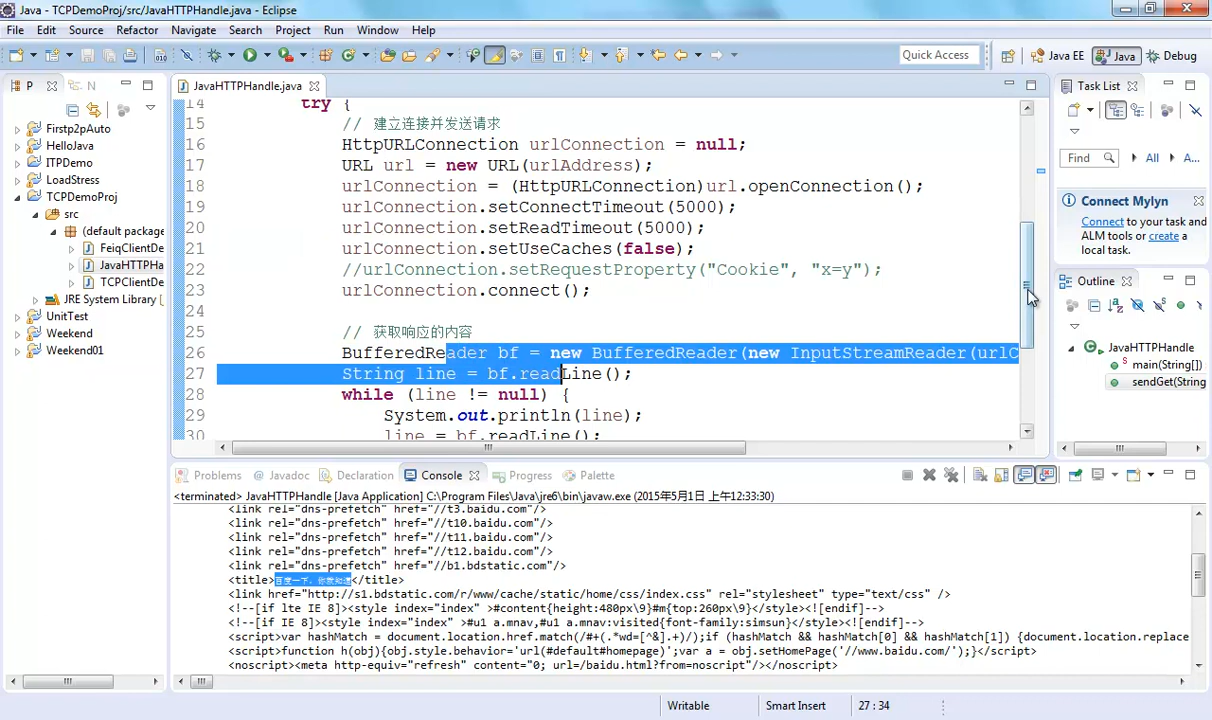 Java - TCPDemoProj/src/JavaHTTPHandle.java - Eclipse
File Edit Source Refactor Navigate Search Project Run Window Help
Quick Access Java EE Java Debug
P N
Firstp2pAuto
HelloJava
ITPDemo
LoadStress
TCPDemoProj
src
(default package
FeiqClientDe
JavaHTTPHa
TCPClientDe
JRE System Library
UnitTest
Weekend
Weekend01
JavaHTTPHandle.java
14 try {
15 // 建立连接并发送请求
16 HttpURLConnection urlConnection = null;
17 URL url = new URL(urlAddress);
18 urlConnection = (HttpURLConnection)url.openConnection();
19 urlConnection.setConnectTimeout(5000);
20 urlConnection.setReadTimeout(5000);
21 urlConnection.setUseCaches(false);
22 //urlConnection.setRequestProperty("Cookie", "x=y");
23 urlConnection.connect();
24
25 // 获取响应的内容
26 BufferedReader bf = new BufferedReader(new InputStreamReader(urlC
27 String line = bf.readLine();
28 while (line != null) {
29 System.out.println(line);
30 line = bf.readLine();
Task List
Find All A...
Connect Mylyn
Connect to your task and
ALM tools or create a
local task.
Outline
JavaHTTPHandle
main(String[])
sendGet(String
Problems @ Javadoc Declaration Console Progress Palette
<terminated> JavaHTTPHandle [Java Application] C:\Program Files\Java\jre6\bin\javaw.exe (2015年5月1日 上午12:33:30)
<link rel="dns-prefetch" href="//t3.baidu.com"/>
<link rel="dns-prefetch" href="//t10.baidu.com"/>
<link rel="dns-prefetch" href="//t11.baidu.com"/>
<link rel="dns-prefetch" href="//t12.baidu.com"/>
<link rel="dns-prefetch" href="//b1.bdstatic.com"/>
<title>百度一下，你就知道</title>
<link href="http://s1.bdstatic.com/r/www/cache/static/home/css/index.css" rel="stylesheet" type="text/css" />
<!--[if lte IE 8]><style index="index" >#content{height:480px\9}#m{top:260px\9}</style><![endif]-->
<!--[if IE 8]><style index="index" >#u1 a.mnav,#u1 a.mnav:visited{font-family:simsun}</style><![endif]-->
<script>var hashMatch = document.location.href.match(/#+(.*wd=[^&].+)/);if (hashMatch && hashMatch[0] && hashMatch[1]) {document.location.replace
<script>function h(obj){obj.style.behavior='url(#default#homepage)';var a = obj.setHomePage('//www.baidu.com/');}</script>
<noscript><meta http-equiv="refresh" content="0; url=/baidu.html?from=noscript"/></noscript>
Writable Smart Insert 27 : 34